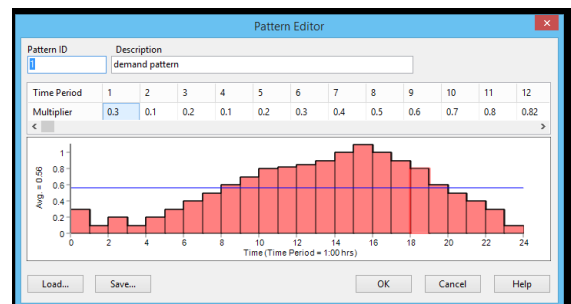 Pattern Editor
×
Pattern ID Description
1 demand pattern
Time Period 1 2 3 4 5 6 7 8 9 10 11 12
Multiplier 0.3 0.1 0.2 0.1 0.2 0.3 0.4 0.5 0.6 0.7 0.8 0.82
< >
Avg. = 0.56
1
0.8
0.6
0.4
0.2
0
0 2 4 6 8 10 12 14 16 18 20 22 24
Time (Time Period = 1:00 hrs)
Load... Save... OK Cancel Help